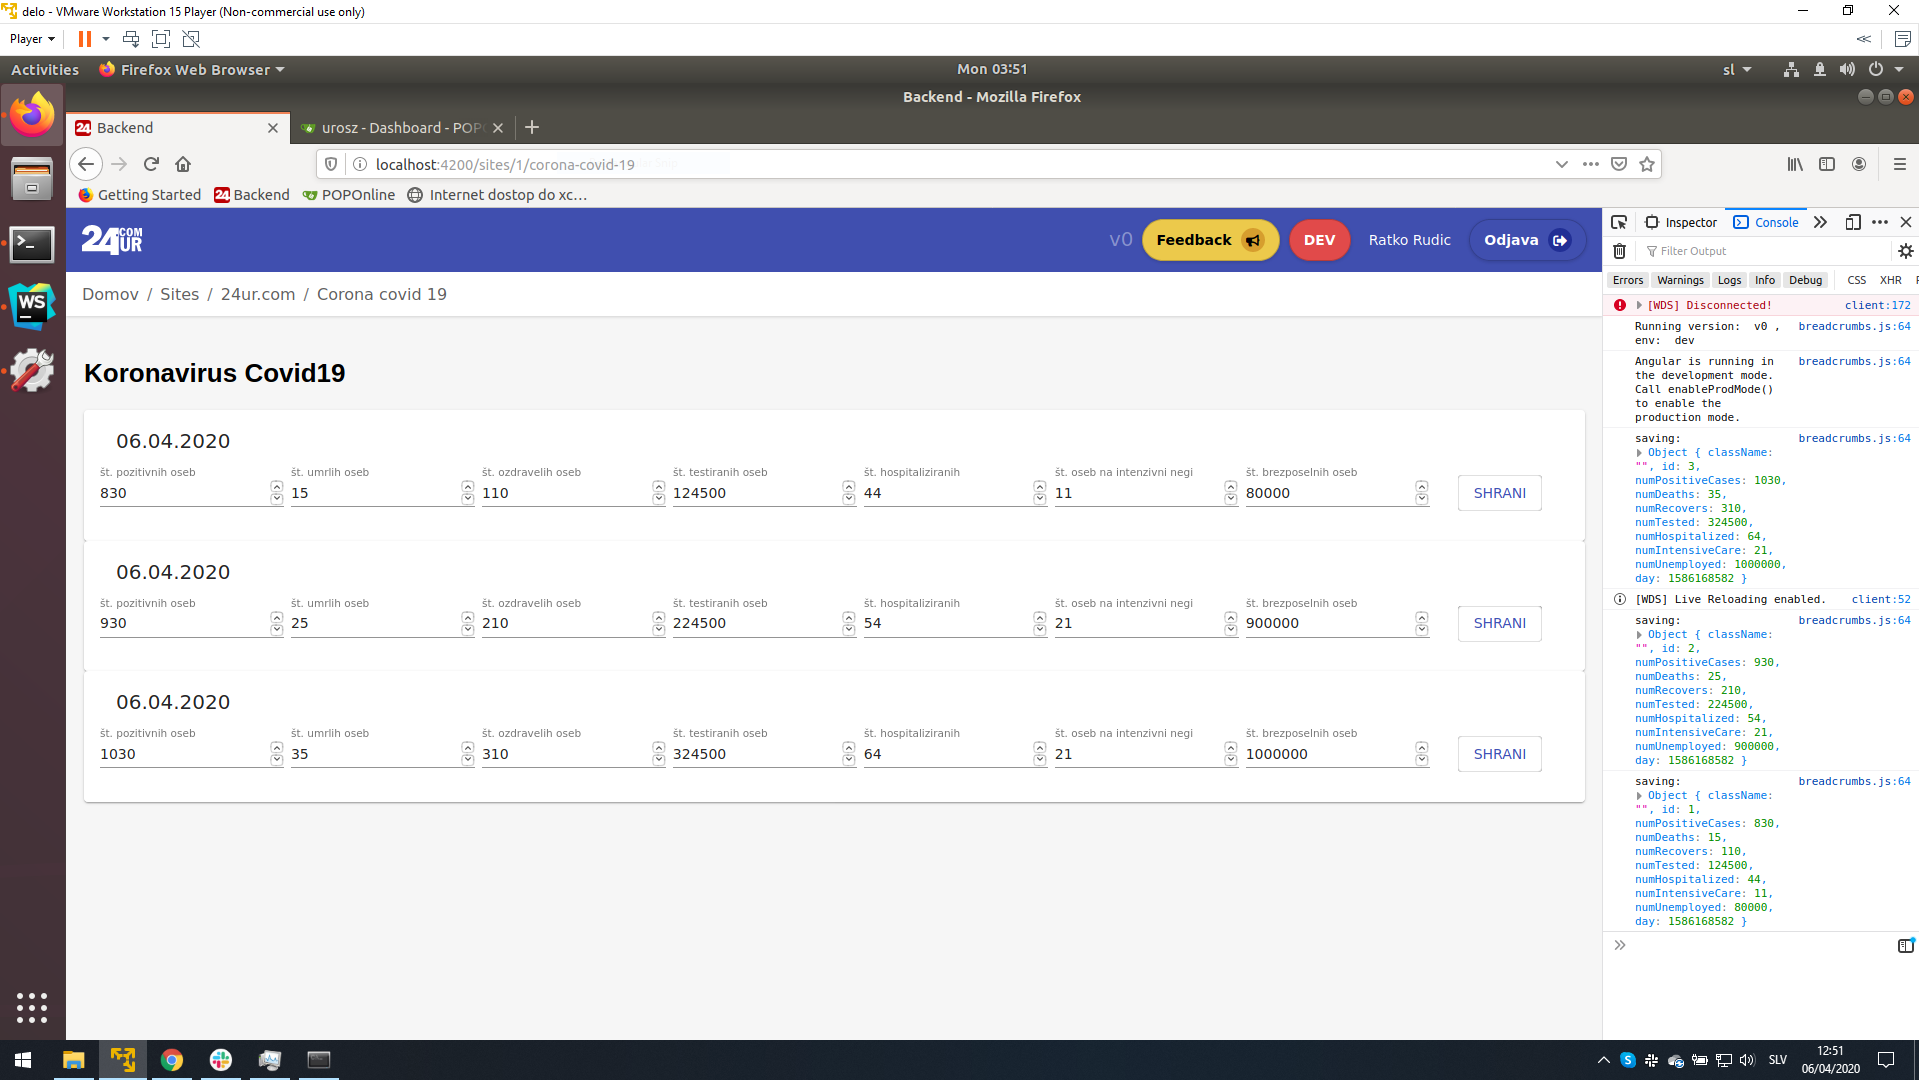 delo - VMware Workstation 15 Player (Non-commercial use only)
Player
Activities
Firefox Web Browser
Mon 03:51
sl
Backend - Mozilla Firefox
24 Backend
urosz - Dashboard - POPO
localhost:4200/sites/1/corona-covid-19
Getting Started
24 Backend
POPOnline
Internet dostop do xc…
24 COM UR
v0
Feedback
DEV
Ratko Rudic
Odjava
Domov / Sites / 24ur.com / Corona covid 19
Koronavirus Covid19
06.04.2020
št. pozitivnih oseb št. umrlih oseb št. ozdravelih oseb št. testiranih oseb št. hospitaliziranih št. oseb na intenzivni negi št. brezposelnih oseb
830 15 110 124500 44 11 80000 SHRANI
06.04.2020
št. pozitivnih oseb št. umrlih oseb št. ozdravelih oseb št. testiranih oseb št. hospitaliziranih št. oseb na intenzivni negi št. brezposelnih oseb
930 25 210 224500 54 21 900000 SHRANI
06.04.2020
št. pozitivnih oseb št. umrlih oseb št. ozdravelih oseb št. testiranih oseb št. hospitaliziranih št. oseb na intenzivni negi št. brezposelnih oseb
1030 35 310 324500 64 21 1000000 SHRANI
Inspector Console
Filter Output
Errors Warnings Logs Info Debug CSS XHR
[WDS] Disconnected! client:172
Running version: v0 , breadcrumbs.js:64
env: dev
Angular is running in breadcrumbs.js:64
the development mode.
Call enableProdMode()
to enable the
production mode.
saving: breadcrumbs.js:64
Object { className:
"", id: 3,
numPositiveCases: 1030,
numDeaths: 35,
numRecovers: 310,
numTested: 324500,
numHospitalized: 64,
numIntensiveCare: 21,
numUnemployed: 1000000,
day: 1586168582 }
[WDS] Live Reloading enabled. client:52
saving: breadcrumbs.js:64
Object { className:
"", id: 2,
numPositiveCases: 930,
numDeaths: 25,
numRecovers: 210,
numTested: 224500,
numHospitalized: 54,
numIntensiveCare: 21,
numUnemployed: 900000,
day: 1586168582 }
saving: breadcrumbs.js:64
Object { className:
"", id: 1,
numPositiveCases: 830,
numDeaths: 15,
numRecovers: 110,
numTested: 124500,
numHospitalized: 44,
numIntensiveCare: 11,
numUnemployed: 80000,
day: 1586168582 }
WS
SLV
12:51
06/04/2020